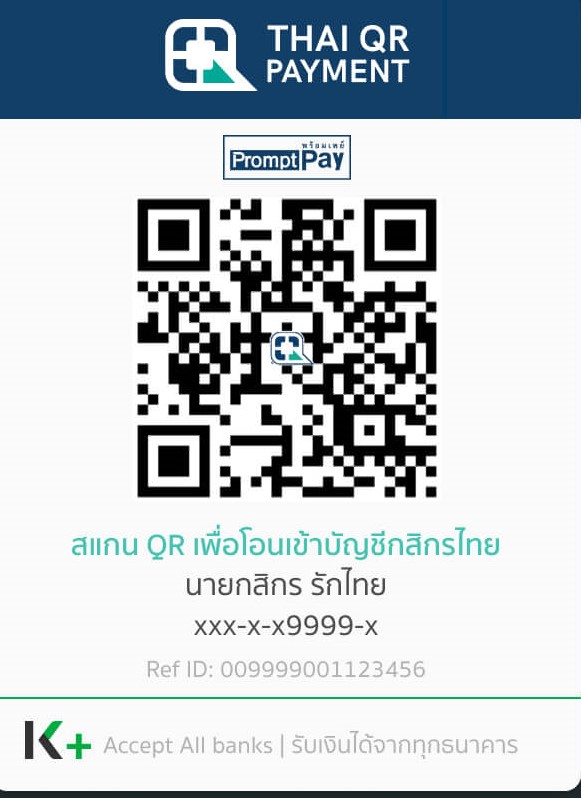 THAI QR
PAYMENT
พร้อมเพย์
PromptPay
สแกน QR เพื่อโอนเข้าบัญชีกสิกรไทย
นายกสิกร รักไทย
xxx-x-x9999-x
Ref ID: 009999001123456
K+ Accept All banks | รับเงินได้จากทุกธนาคาร